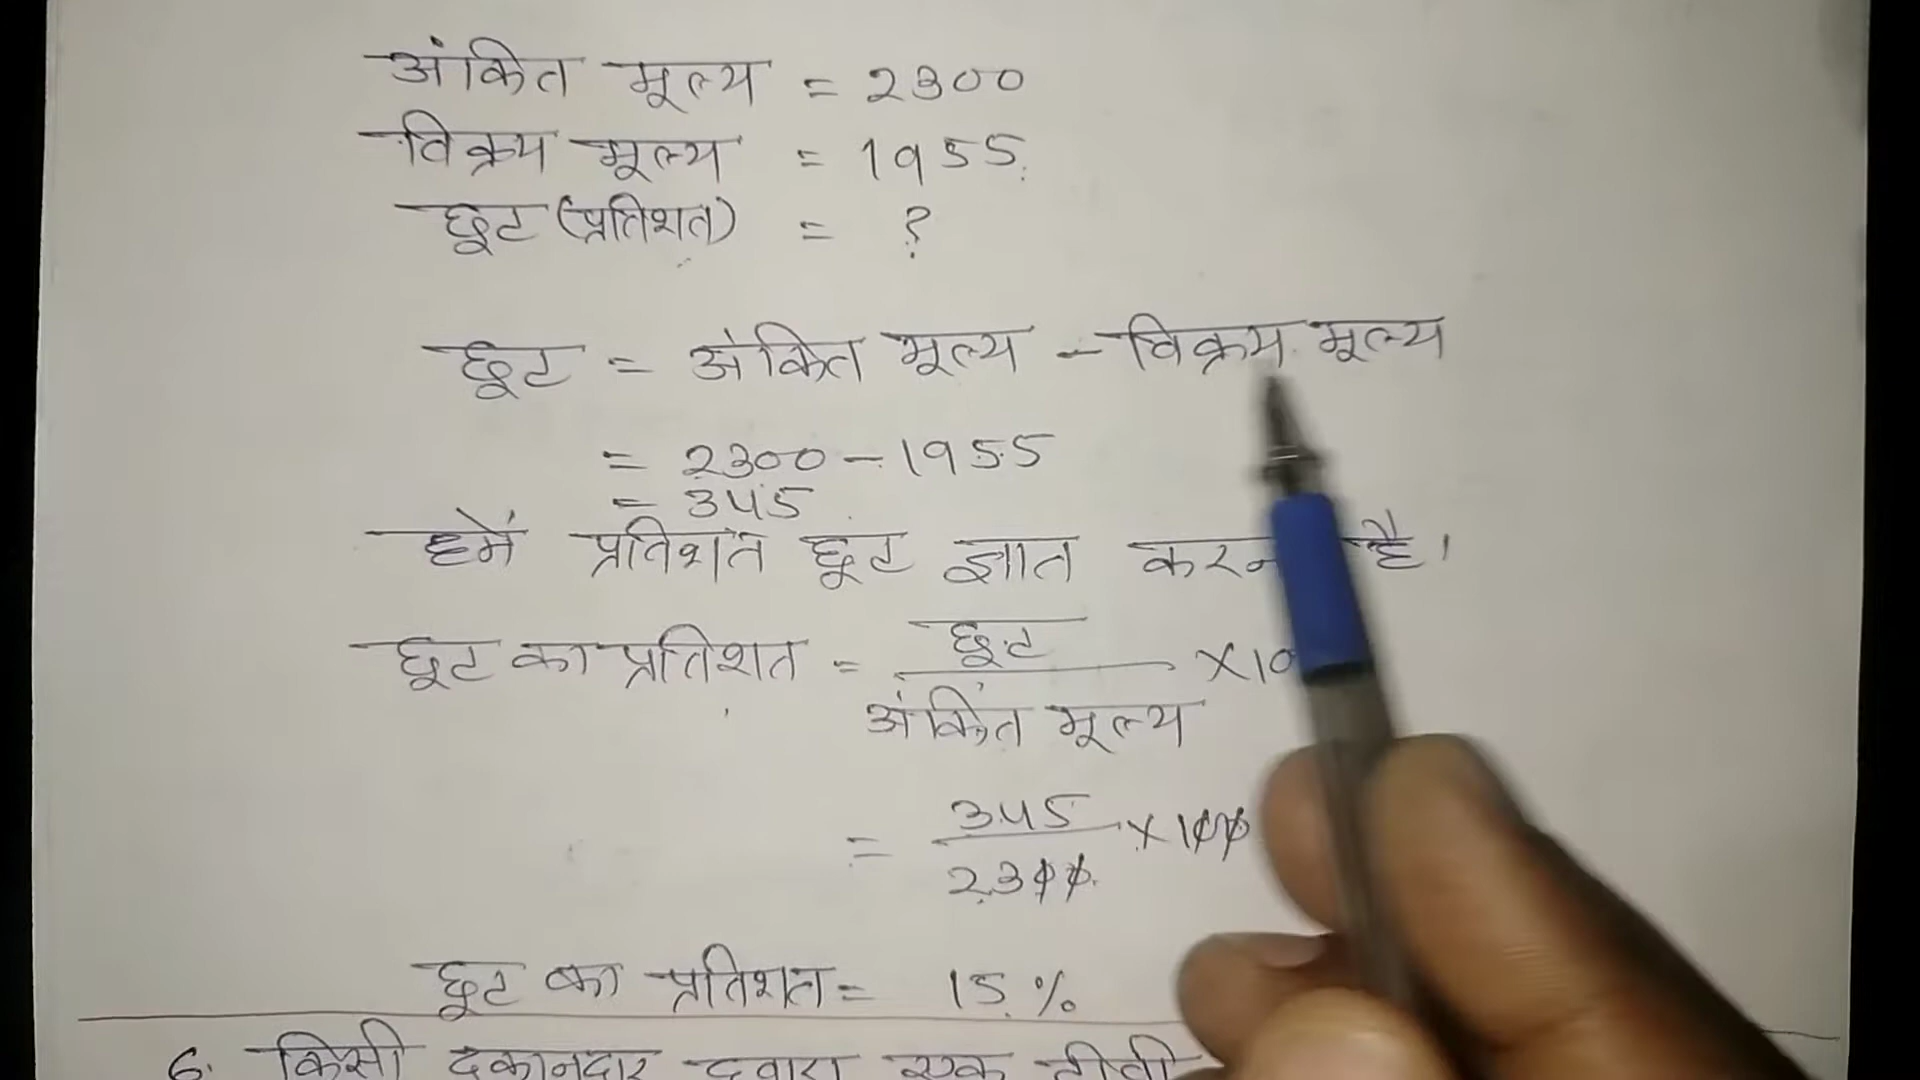 अंकित मूल्य = 2300
विक्रय मूल्य = 1955
छूट (प्रतिशत) = ?
छूट = अंकित मूल्य - विक्रय मूल्य
= 2300 - 1955
= 345
हमें प्रतिशत छूट ज्ञात करन है।
छूट का प्रतिशत = छूट / अंकित मूल्य × 10
= 345 / 2300 × 100
छूट का प्रतिशत = 15 %
6. किसी दुकानदार द्वारा एक टीवी